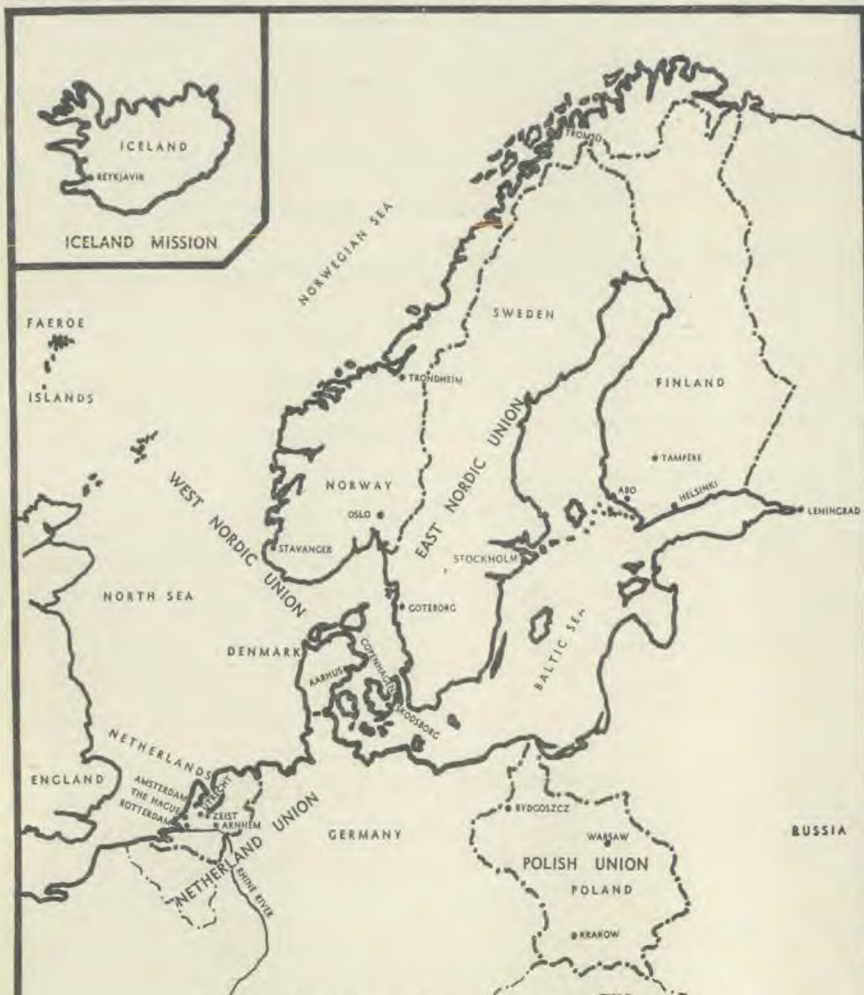 ICELAND
REYKJAVIK
ICELAND MISSION
TROMSO
NORWEGIAN SEA
SWEDEN
FAEROE
ISLANDS
TRONDHEIM
FINLAND
EAST NORDIC UNION
TAMPERE
WEST NORDIC UNION
NORWAY
OSLO
ABO
HELSINKI
LENINGRAD
STAVANGER
STOCKHOLM
NORTH SEA
GOTEBORG
DENMARK
AARHUS
COPENHAGEN
SKODSBORG
BALTIC SEA
NETHERLANDS
ENGLAND
AMSTERDAM
UTRECHT
THE HAGUE
ZEIST
ROTTERDAM
ARNHEM
NETHERLAND UNION
GERMANY
RHINE RIVER
BYDGOSZCZ
WARSAW
RUSSIA
POLISH UNION
POLAND
KRAKOW